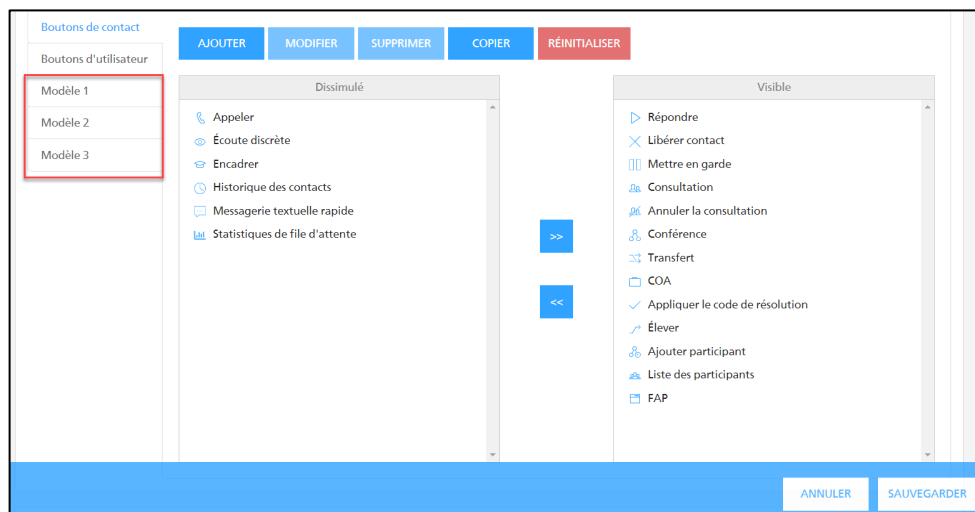 Boutons de contact
Boutons d'utilisateur
Modèle 1
Modèle 2
Modèle 3
AJOUTER MODIFIER SUPPRIMER COPIER RÉINITIALISER
Dissimulé
Appeler
Écoute discrète
Encadrer
Historique des contacts
Messagerie textuelle rapide
Statistiques de file d'attente
>>
<<
Visible
Répondre
Libérer contact
Mettre en garde
Consultation
Annuler la consultation
Conférence
Transfert
COA
Appliquer le code de résolution
Élever
Ajouter participant
Liste des participants
FAP
ANNULER SAUVEGARDER